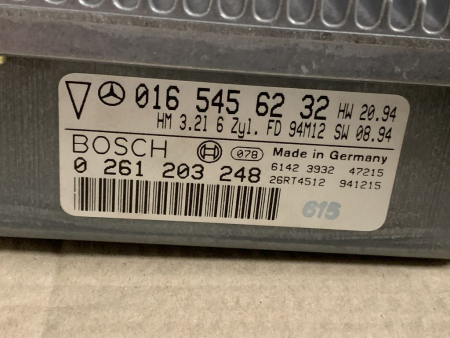 016 545 62 32 HW 20.94
HM 3.2l 6 Zyl. FD 94M12 SW 08.94
BOSCH 078 Made in Germany
0 261 203 248 6142 3932 47215
26RT4512 941215
615